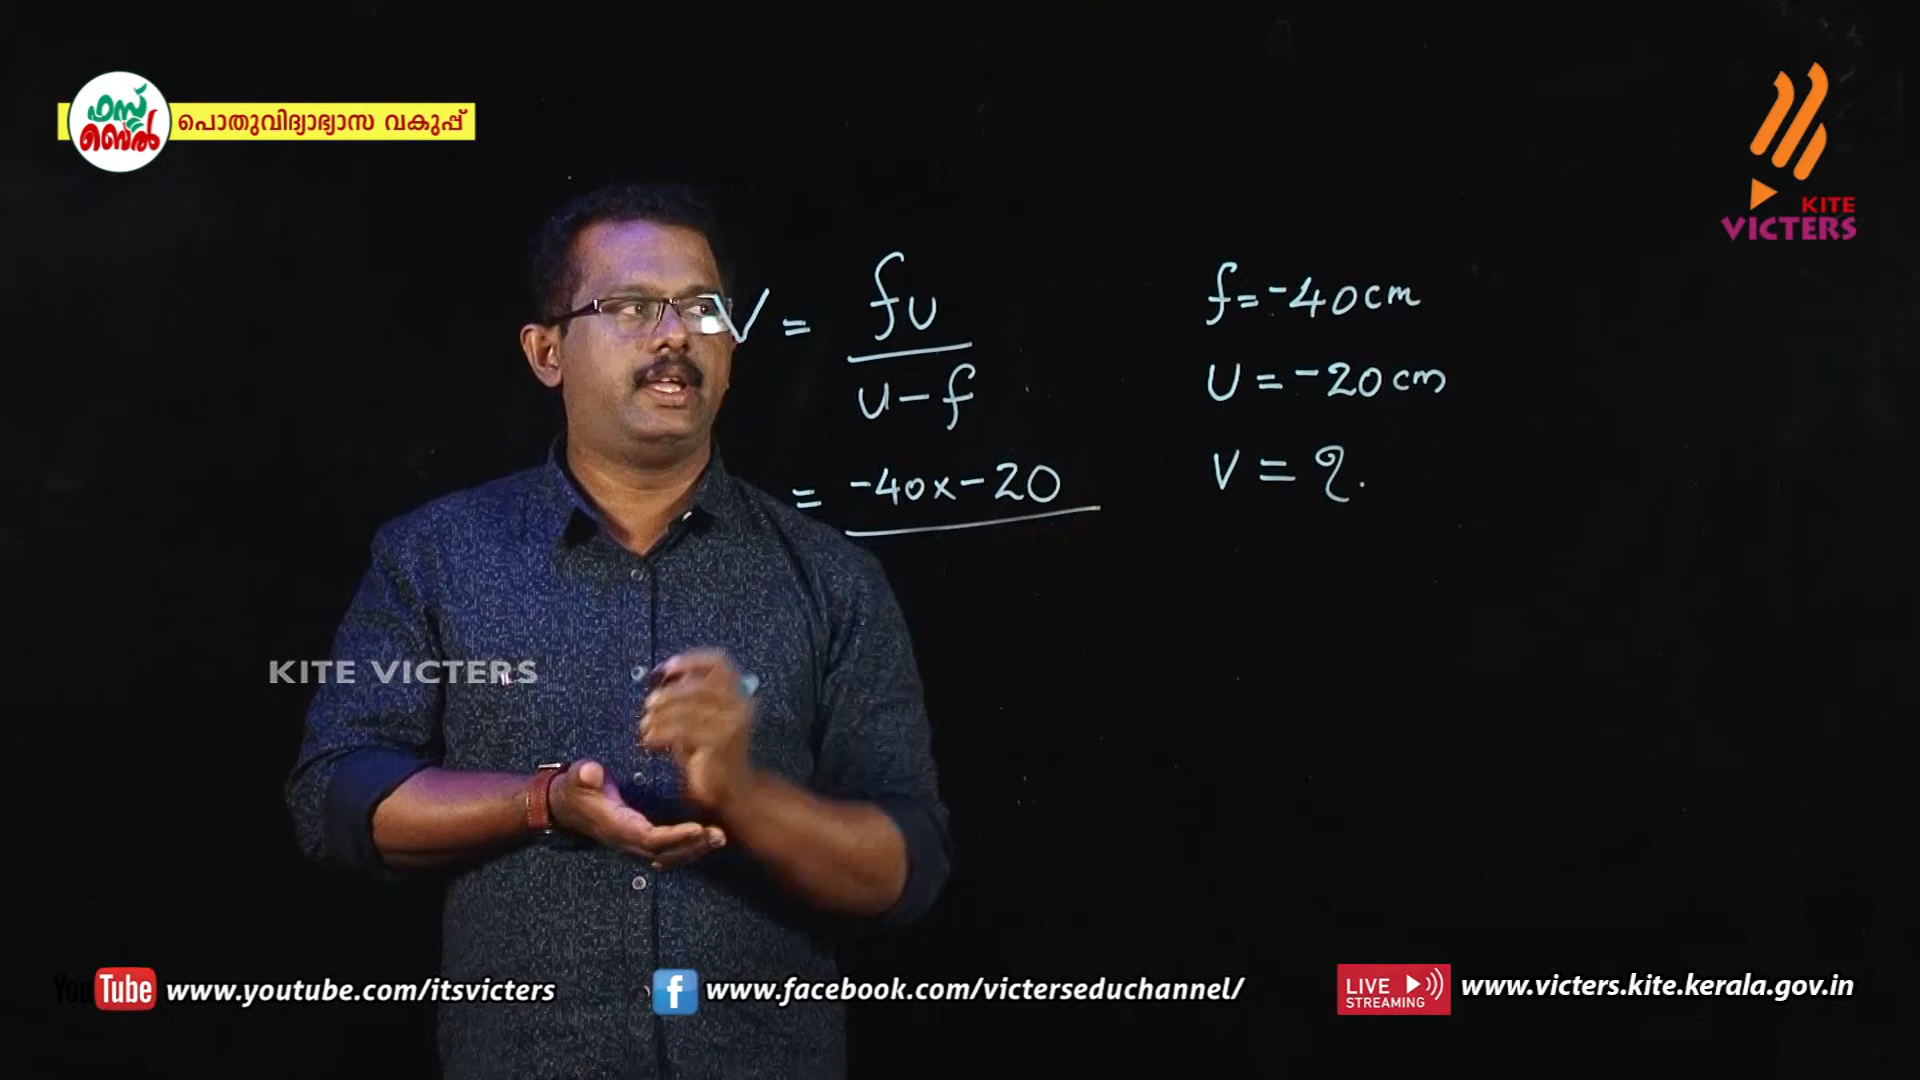 ഫസ്റ്റ്
ബെൽ
പൊതുവിദ്യാഭ്യാസ വകുപ്പ്
KITE
VICTERS
V = fu
u - f
= -40x-20
f = -40cm
u = -20cm
V = ?.
KITE VICTERS
YouTube www.youtube.com/itsvicters
f www.facebook.com/victerseduchannel/
LIVE
STREAMING
www.victers.kite.kerala.gov.in